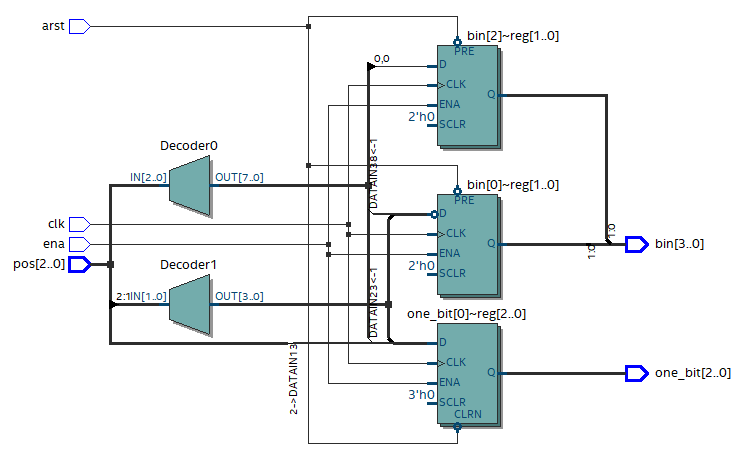 arst
bin[2]~reg[1..0]
PRE
0,0
D
CLK
Q
ENA
2'h0
SCLR
Decoder0
IN[2..0]
OUT[7..0]
DATAIN38<-1
bin[0]~reg[1..0]
PRE
D
clk
CLK
1:0
ena
ENA
Q
bin[3..0]
1:0
pos[2..0]
Decoder1
2'h0
SCLR
2:1
IN[1..0]
OUT[3..0]
DATAIN23<-1
one_bit[0]~reg[2..0]
D
2->DATAIN13
CLK
Q
one_bit[2..0]
ENA
3'h0
SCLR
CLRN